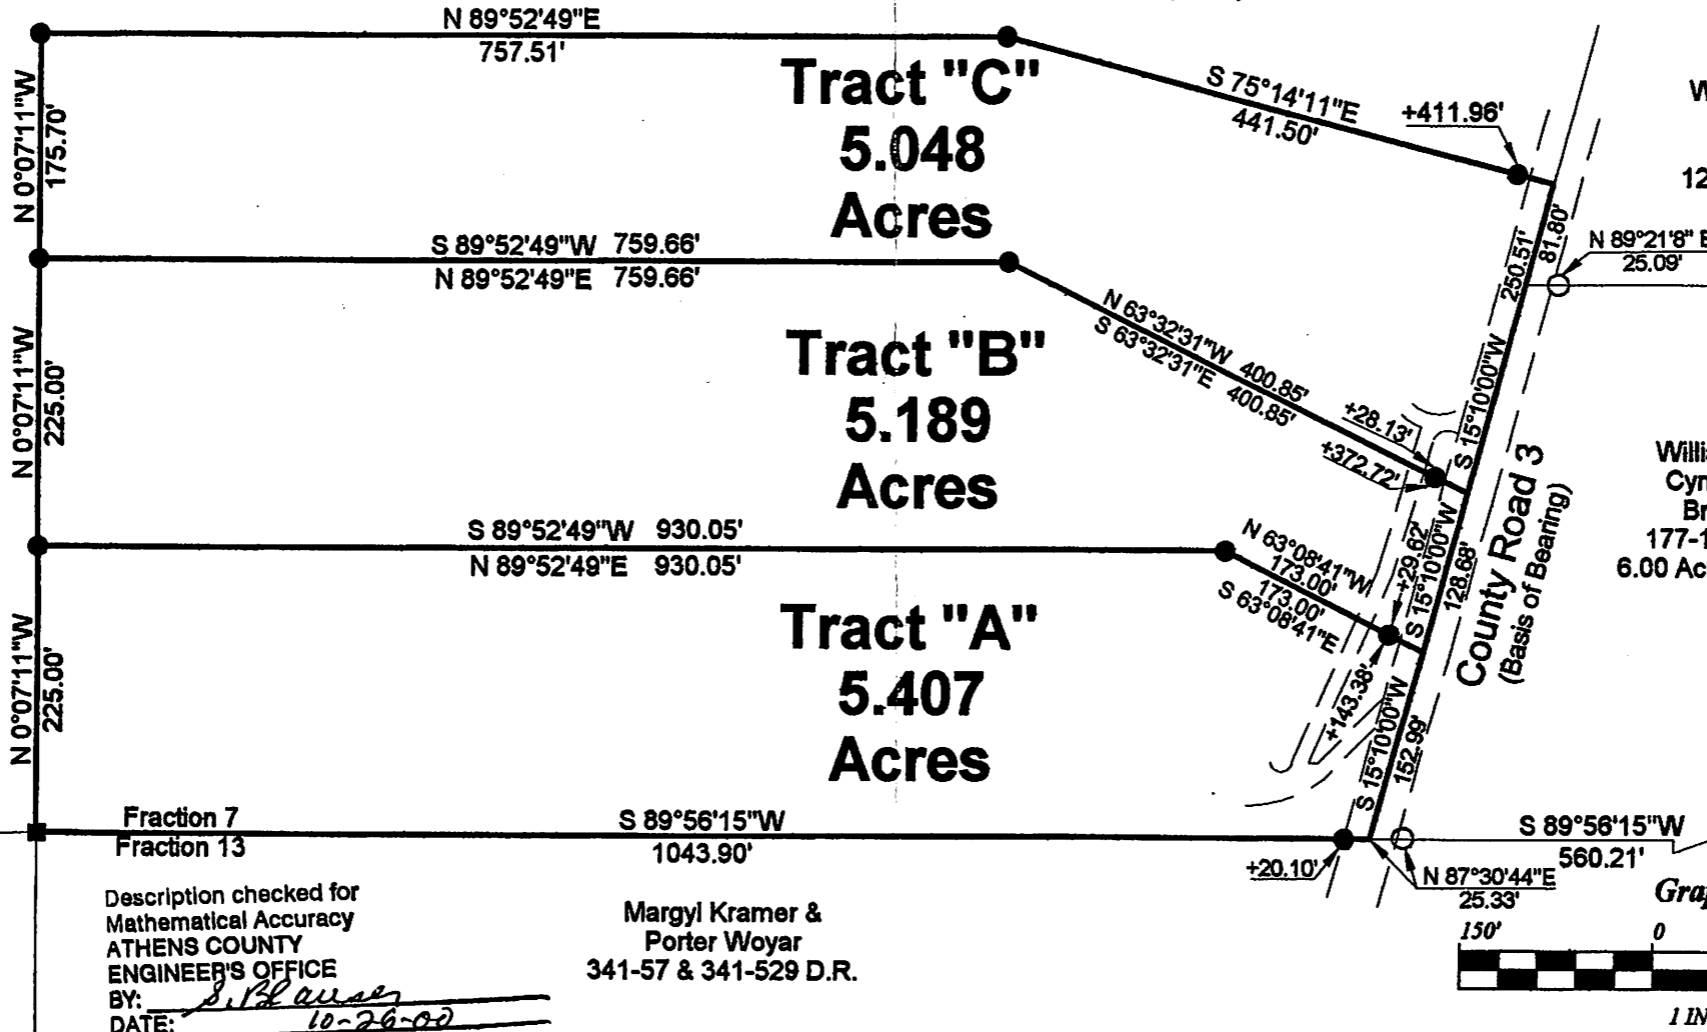 N 89°52'49"E
757.51'
N 0°07'11"W
175.70'
Tract "C"
5.048
Acres
S 75°14'11"E
441.50'
+411.96'
W
12
81.80'
250.51'
S 15°10'00"W
N 89°21'8" E
25.09'
S 89°52'49"W 759.66'
N 89°52'49"E 759.66'
N 0°07'11"W
225.00'
Tract "B"
5.189
Acres
N 63°32'31"W 400.85'
S 63°32'31"E 400.85'
+28.13'
+372.72'
S 15°10'00"W
128.68'
County Road 3
(Basis of Bearing)
Willi
Cyn
Br
177-1
6.00 Ac
S 89°52'49"W 930.05'
N 89°52'49"E 930.05'
N 63°08'41"W
173.00'
173.00'
S 63°08'41"E
+29.62'
+143.38'
N 0°07'11"W
225.00'
Tract "A"
5.407
Acres
S 15°10'00"W
152.99'
Fraction 7
Fraction 13
S 89°56'15"W
1043.90'
+20.10'
N 87°30'44"E
25.33'
S 89°56'15"W
560.21'
Description checked for
Mathematical Accuracy
ATHENS COUNTY
ENGINEER'S OFFICE
BY:
DATE: 10-26-00
Margyl Kramer &
Porter Woyar
341-57 & 341-529 D.R.
Grap
150' 0
1 IN